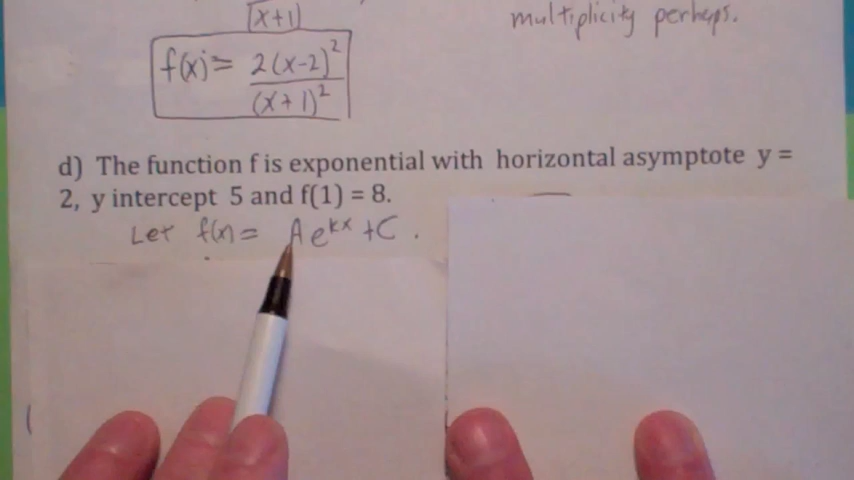 (x+1)
multiplicity perhaps.
f(x) = 2(x-2)²
(x+1)²
d) The function f is exponential with horizontal asymptote y =
2, y intercept 5 and f(1) = 8.
Let f(x) = Ae^kx + C .